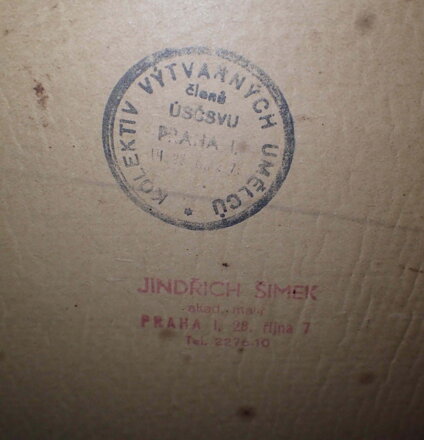 KOLEKTIV VÝTVARNÝCH UMĚLCŮ *
členů
ÚSČSVU
PRAHA I.
JINDŘICH ŠIMEK
akad. malíř
PRAHA I, 28. října 7
Tel. 2276-10